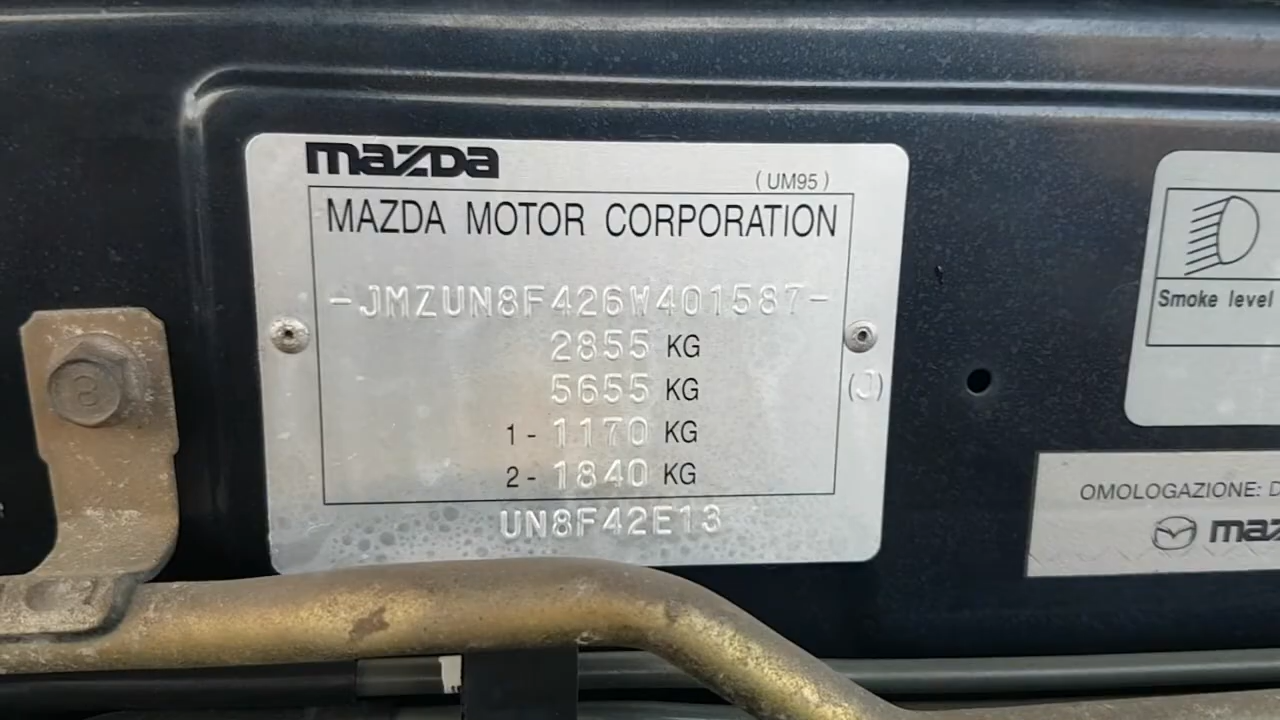 mazda
(UM95)
MAZDA MOTOR CORPORATION
-JMZUN8F426W401587-
2855 KG
5655 KG
(J)
1 - 1170 KG
2 - 1840 KG
UN8F42E13
8
Smoke level
OMOLOGAZIONE: